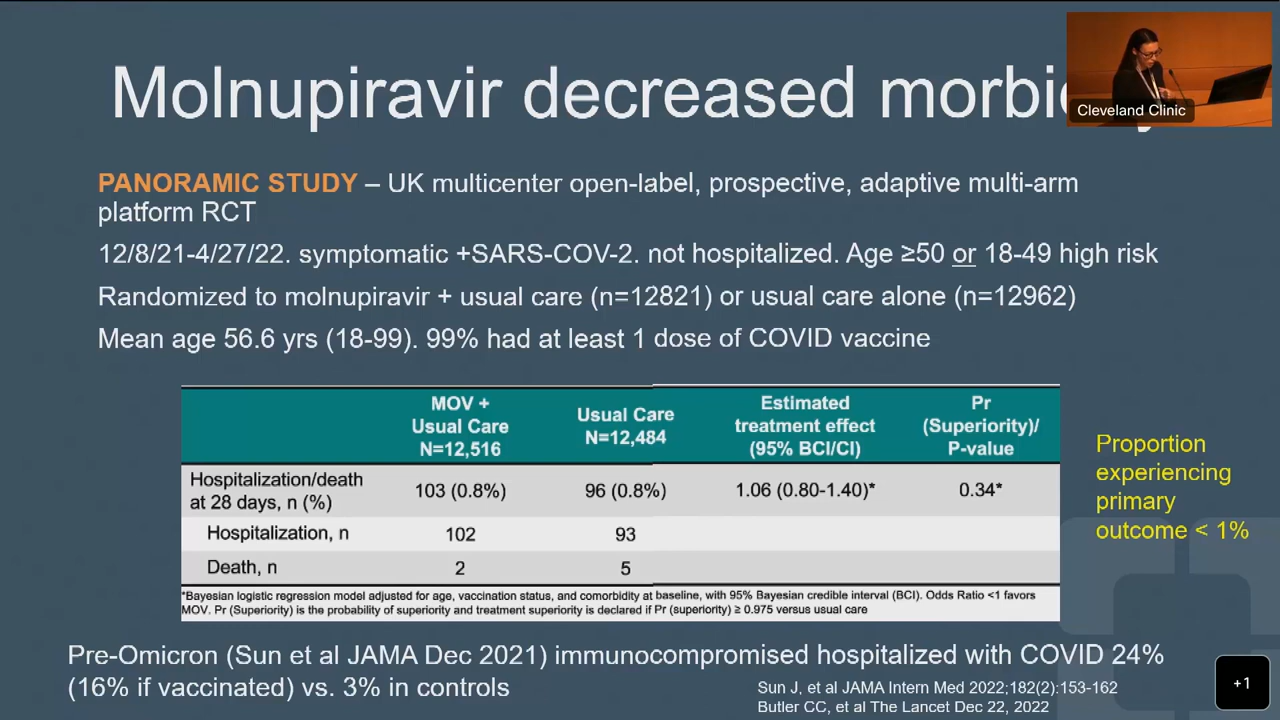 Molnupiravir decreased
Cleveland Clinic
PANORAMIC STUDY – UK multicenter open-label, prospective, adaptive multi-arm
platform RCT
12/8/21-4/27/22. symptomatic +SARS-COV-2. not hospitalized. Age ≥50 or 18-49 high risk
Randomized to molnupiravir + usual care (n=12821) or usual care alone (n=12962)
Mean age 56.6 yrs (18-99). 99% had at least 1 dose of COVID vaccine
MOV +
Usual Care
N=12,516
Usual Care
N=12,484
Estimated
treatment effect
(95% BCI/CI)
Pr
(Superiority)/
P-value
Hospitalization/death
at 28 days, n (%)
103 (0.8%)
96 (0.8%)
1.06 (0.80-1.40)*
0.34*
Hospitalization, n
102
93
Death, n
2
5
*Bayesian logistic regression model adjusted for age, vaccination status, and comorbidity at baseline, with 95% Bayesian credible interval (BCI). Odds Ratio <1 favors
MOV. Pr (Superiority) is the probability of superiority and treatment superiority is declared if Pr (superiority) ≥ 0.975 versus usual care
Proportion
experiencing
primary
outcome < 1%
Pre-Omicron (Sun et al JAMA Dec 2021) immunocompromised hospitalized with COVID 24%
(16% if vaccinated) vs. 3% in controls
Sun J, et al JAMA Intern Med 2022;182(2):153-162
Butler CC, et al The Lancet Dec 22, 2022
+1